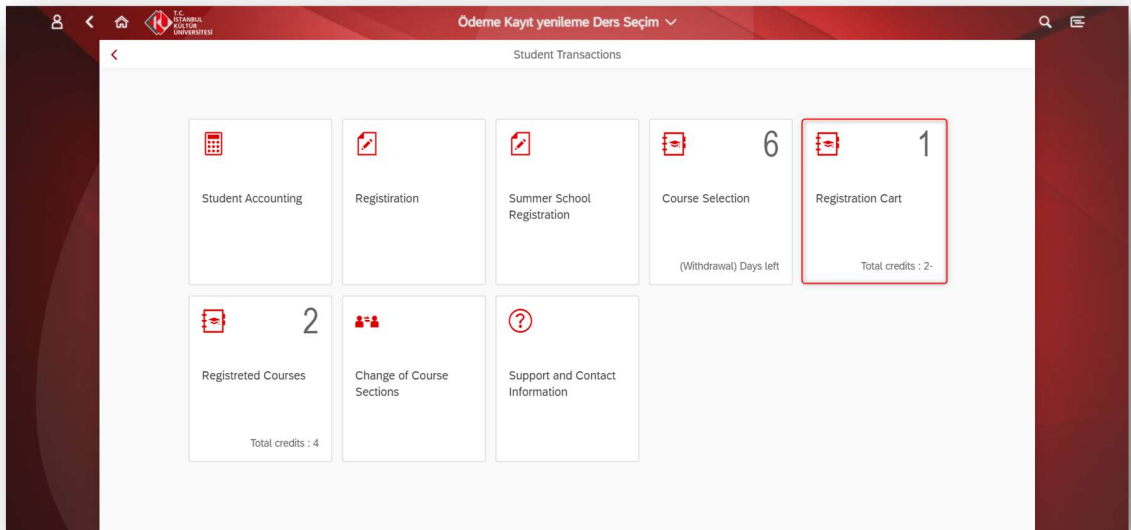 T.C.
İSTANBUL
KÜLTÜR
ÜNİVERSİTESİ
Ödeme Kayıt yenileme Ders Seçim
Student Transactions
Student Accounting
Registiration
Summer School
Registration
6
Course Selection
(Withdrawal) Days left
1
Registration Cart
Total credits : 2-
2
Registreted Courses
Total credits : 4
Change of Course
Sections
Support and Contact
Information